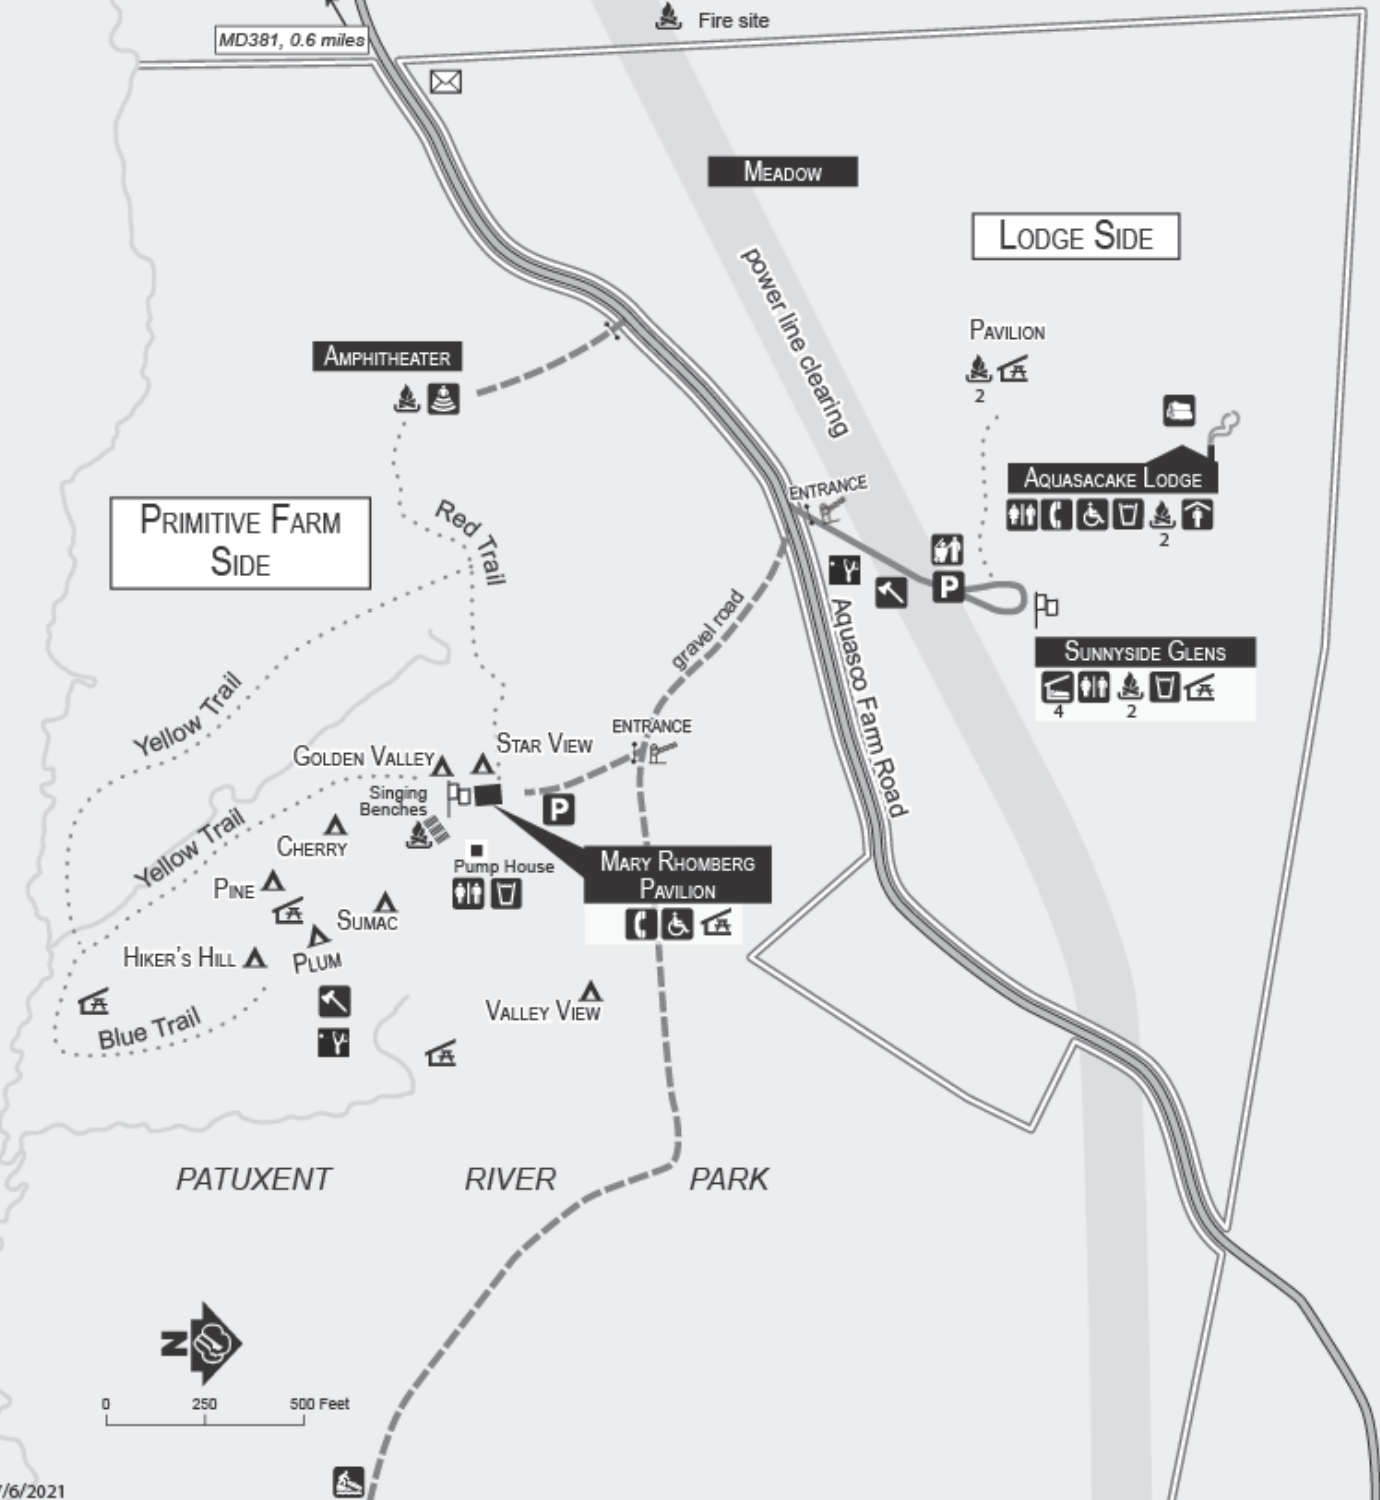 Fire site
MD381, 0.6 miles
MEADOW
LODGE SIDE
power line clearing
PAVILION
2
AMPHITHEATER
AQUASACAKE LODGE
2
ENTRANCE
PRIMITIVE FARM
SIDE
Red Trail
P
gravel road
Aquasco Farm Road
SUNNYSIDE GLENS
4
2
Yellow Trail
ENTRANCE
STAR VIEW
GOLDEN VALLEY
Singing
Benches
P
Yellow Trail
CHERRY
Pump House
MARY RHOMBERG
PAVILION
PINE
SUMAC
HIKER'S HILL
PLUM
VALLEY VIEW
Blue Trail
PATUXENT RIVER PARK
N
0 250 500 Feet
/6/2021